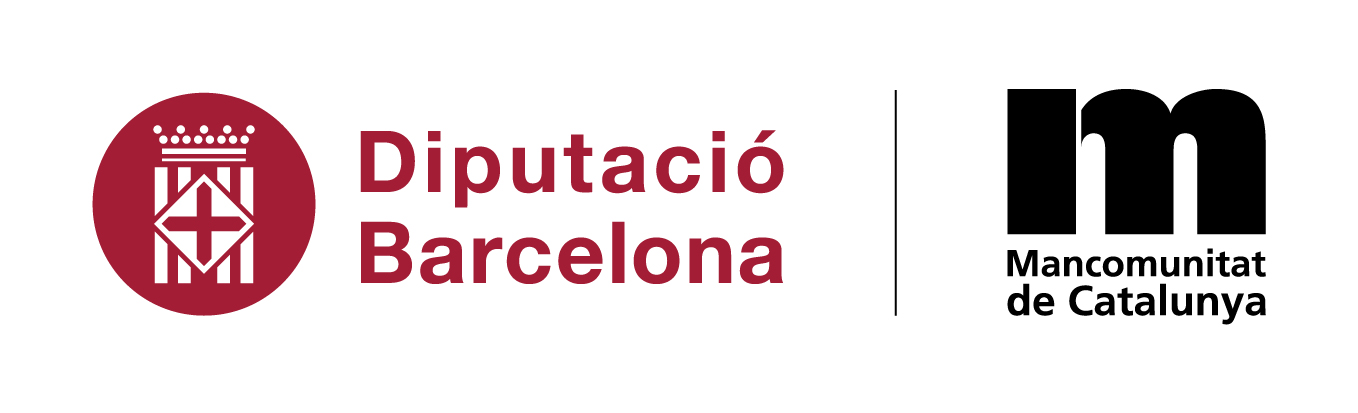 Diputació
Barcelona
m
Mancomunitat
de Catalunya